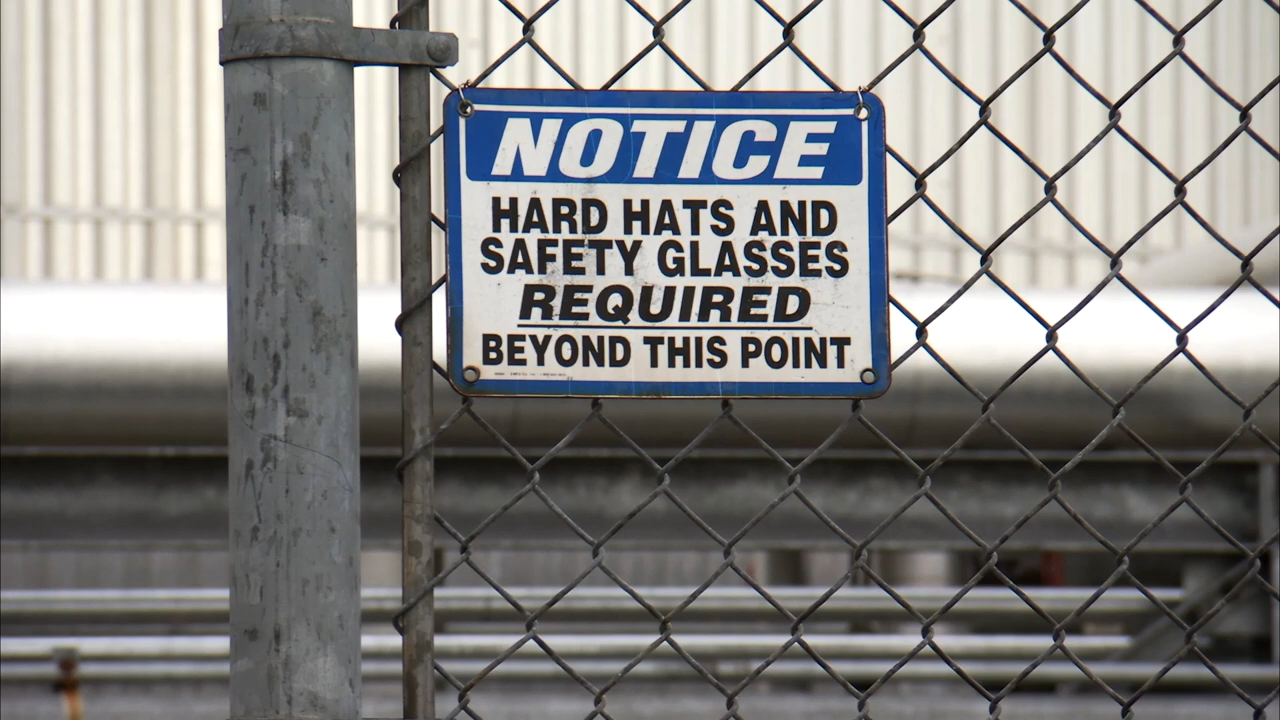 NOTICE
HARD HATS AND
SAFETY GLASSES
REQUIRED
BEYOND THIS POINT